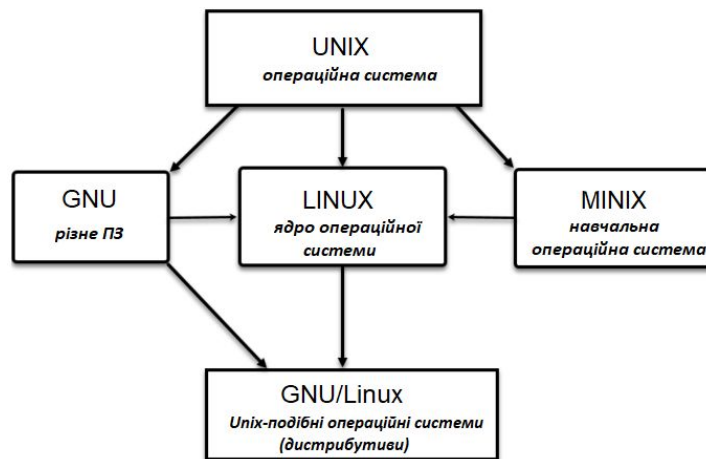 UNIX
операційна система
GNU
різне ПЗ
LINUX
ядро операційної
системи
MINIX
навчальна
операційна система
GNU/Linux
Unix-подібні операційні системи
(дистрибутиви)